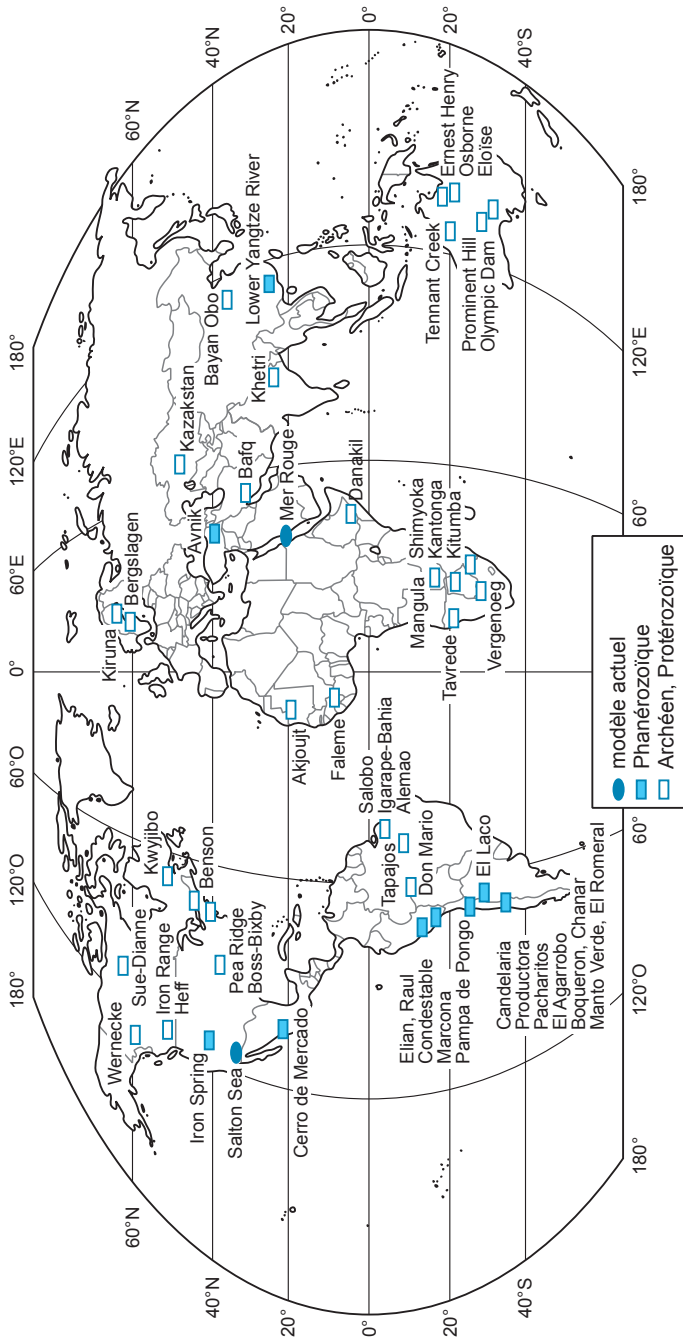 180°
120°O
60°O
0°
60°E
120°E
180°
60°N
60°N
40°N
40°N
20°
20°
0°
0°
20°
20°
40°S
40°S
180°
120°O
60°
60°
120°E
180°
Wernecke
Sue-Dianne
Iron Range
Heff
Kwyjibo
Benson
Pea Ridge
Boss-Bixby
Iron Spring
Salton Sea
Cerro de Mercado
Kiruna
Bergslagen
Kazakstan
Bayan Obo
Lower Yangtze River
Khetri
Avnik
Bafq
Mer Rouge
Danakil
Akjoujt
Faleme
Salobo
Igarape-Bahia
Alemao
Tapajos
Don Mario
El Laco
Elian, Raul
Condestable
Marcona
Pampa de Pongo
Candelaria
Productora
Pacharitos
El Agarrobo
Boqueron, Chanar
Manto Verde, El Romeral
Mangula
Shimyoka
Kantonga
Kitumba
Tavrede
Vergenoeg
Tennant Creek
Ernest Henry
Osborne
Eloïse
Prominent Hill
Olympic Dam
modèle actuel
Phanérozoïque
Archéen, Protérozoïque